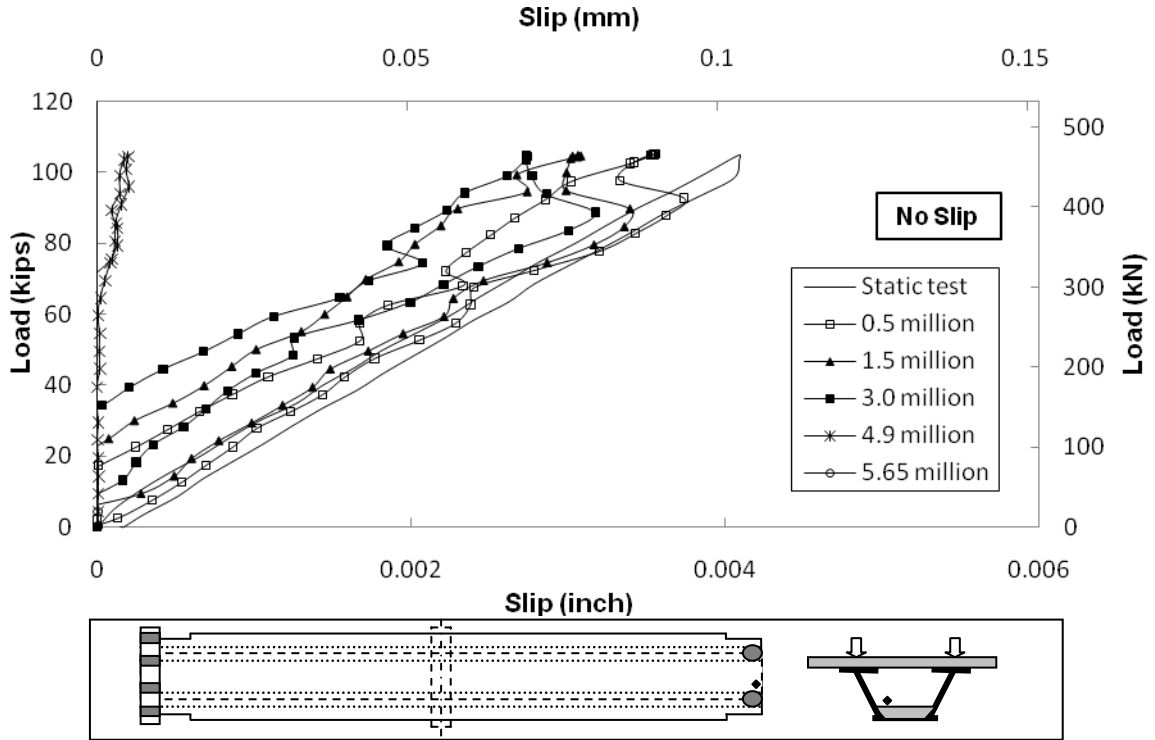 Slip (mm)
0 0.05 0.1 0.15
120 500
100 400
80 300
60 200
40 100
20 0
0
Load (kips)
Load (kN)
No Slip
Static test
0.5 million
1.5 million
3.0 million
4.9 million
5.65 million
0 0.002 0.004 0.006
Slip (inch)